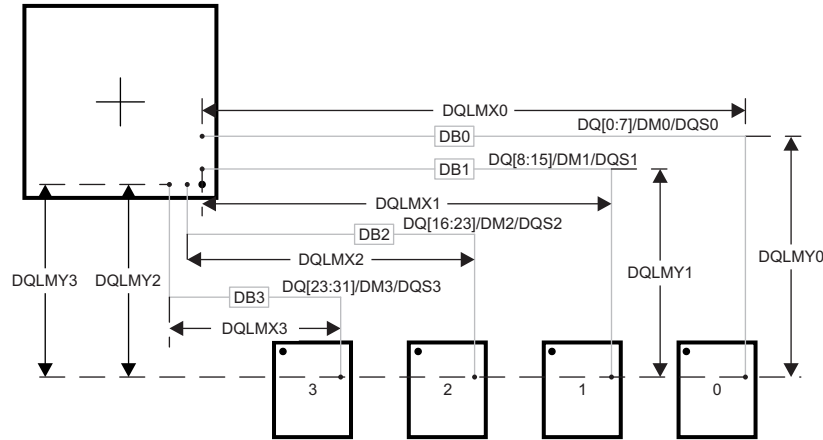 DQLMX0
DQ[0:7]/DM0/DQS0
DB0
DQ[8:15]/DM1/DQS1
DB1
DQLMX1
DQ[16:23]/DM2/DQS2
DB2
DQLMX2
DQLMY0
DQLMY1
DQLMY3
DQLMY2
DQ[23:31]/DM3/DQS3
DB3
DQLMX3
3
2
1
0